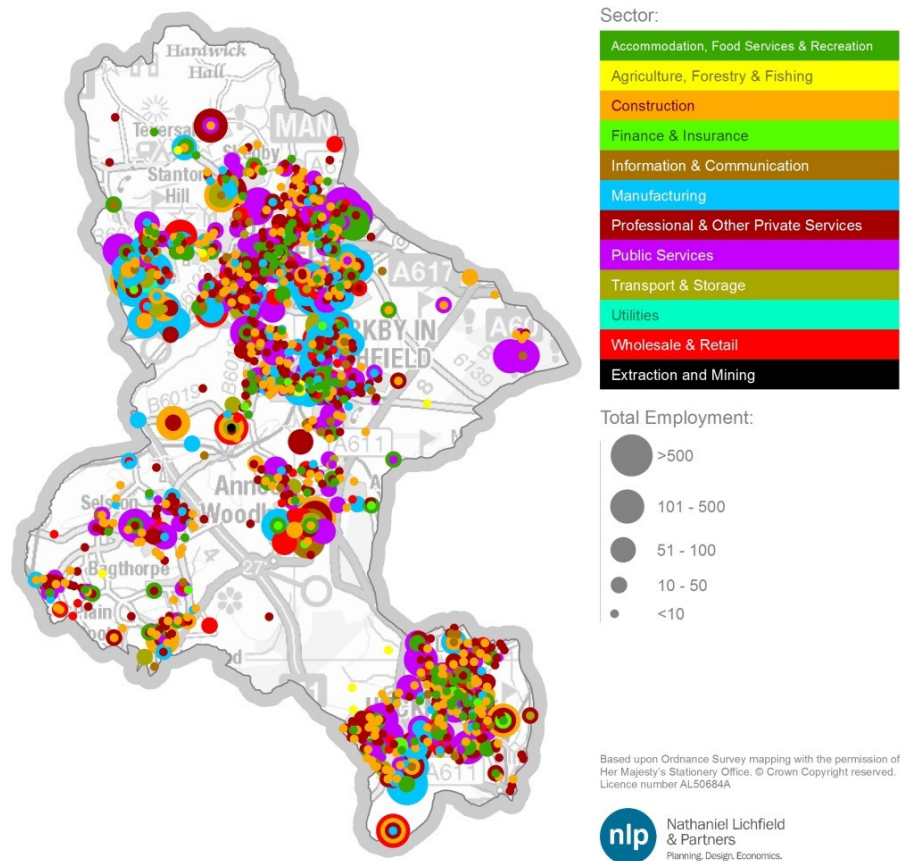 Sector:
Accommodation, Food Services & Recreation
Agriculture, Forestry & Fishing
Construction
Finance & Insurance
Information & Communication
Manufacturing
Professional & Other Private Services
Public Services
Transport & Storage
Utilities
Wholesale & Retail
Extraction and Mining
Total Employment:
>500
101 - 500
51 - 100
10 - 50
<10
Hardwick
Hall
MAN
Stanton
Hill
A617
A60
6139
B6019
A611
Selston
Bagthorpe
27
A611
Based upon Ordnance Survey mapping with the permission of
Her Majesty's Stationery Office. © Crown Copyright reserved.
Licence number AL50684A
nlp
Nathaniel Lichfield
& Partners
Planning. Design. Economics.